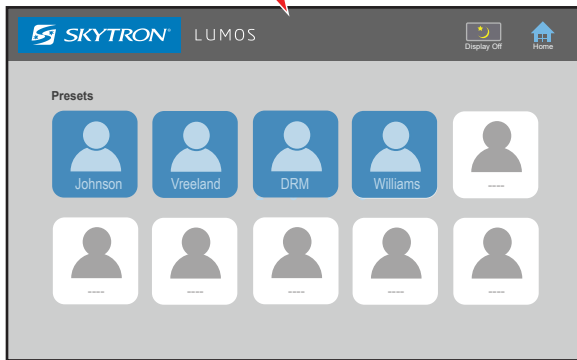 SKYTRON® LUMOS
Display Off
Home
Presets
Johnson Vreeland DRM Williams ----
---- ---- ---- ---- ----